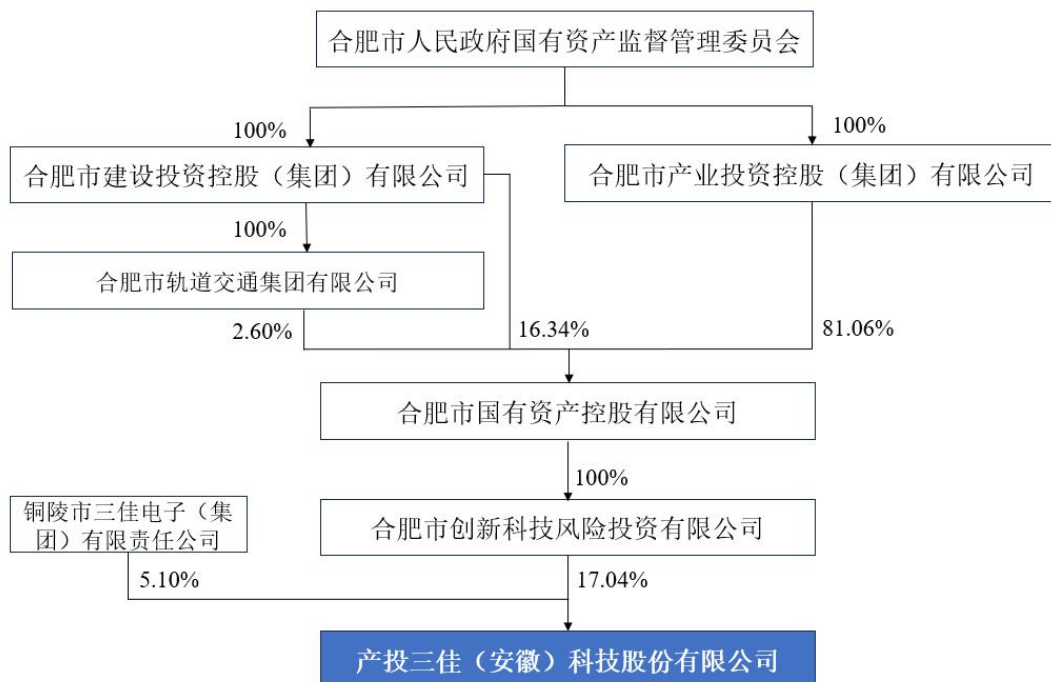 合肥市人民政府国有资产监督管理委员会
100%
100%
合肥市建设投资控股（集团）有限公司
合肥市产业投资控股（集团）有限公司
100%
合肥市轨道交通集团有限公司
2.60%
16.34%
81.06%
合肥市国有资产控股有限公司
100%
铜陵市三佳电子（集
团）有限责任公司
合肥市创新科技风险投资有限公司
5.10%
17.04%
产投三佳（安徽）科技股份有限公司